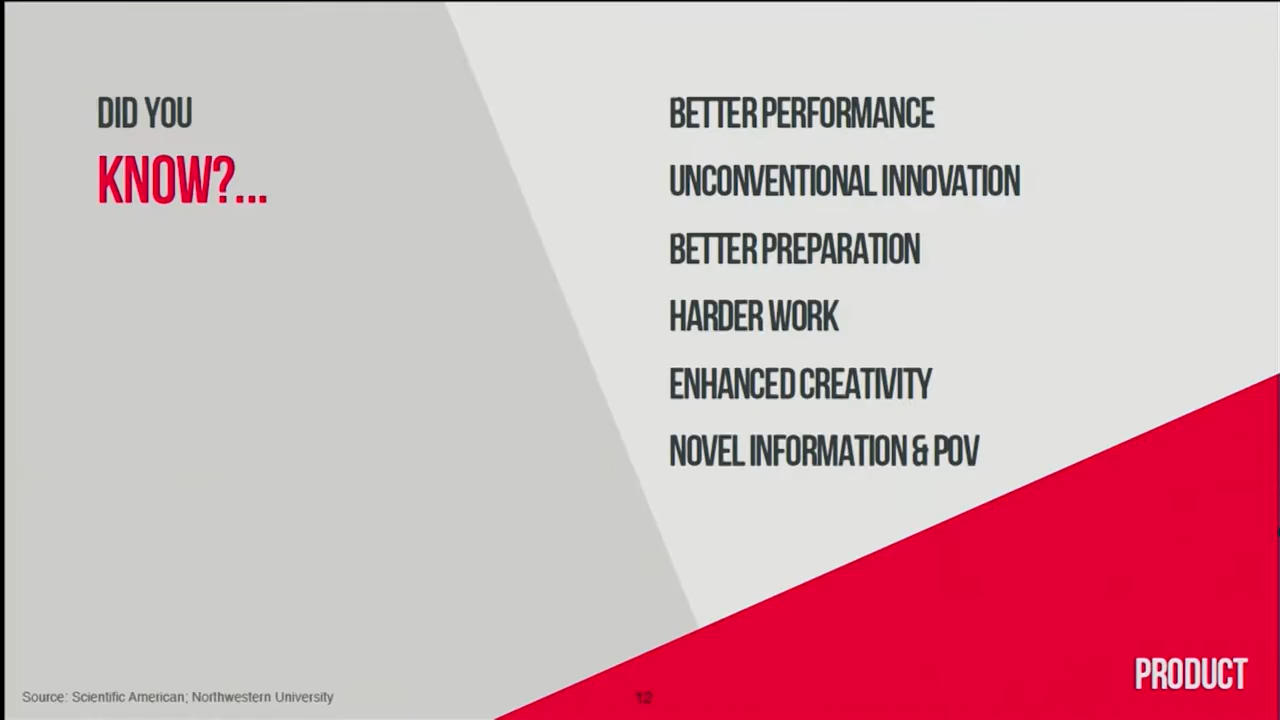 DID YOU
KNOW?...
BETTER PERFORMANCE
UNCONVENTIONAL INNOVATION
BETTER PREPARATION
HARDER WORK
ENHANCED CREATIVITY
NOVEL INFORMATION & POV
Source: Scientific American; Northwestern University
12
PRODUCT